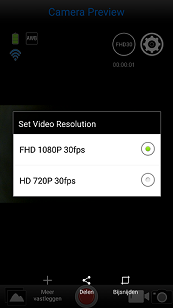 Camera Preview
AWB
FHD30
00:00:01
Set Video Resolution
FHD 1080P 30fps
HD 720P 30fps
Meer vastleggen
Delen
Bijsnijden